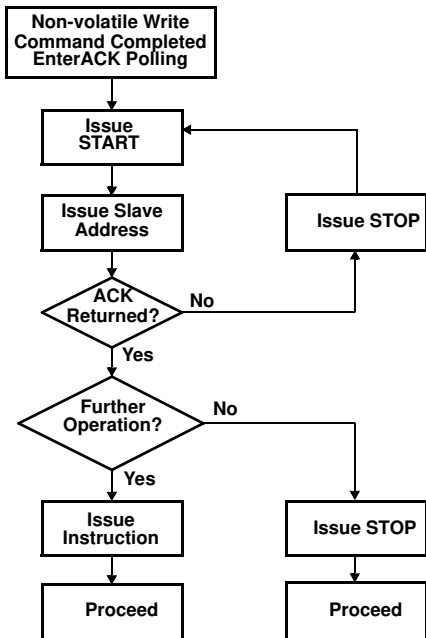 Non-volatile Write
Command Completed
EnterACK Polling
Issue
START
Issue Slave
Address
Issue STOP
ACK
Returned?
No
Yes
Further
Operation?
No
Yes
Issue
Instruction
Issue STOP
Proceed
Proceed